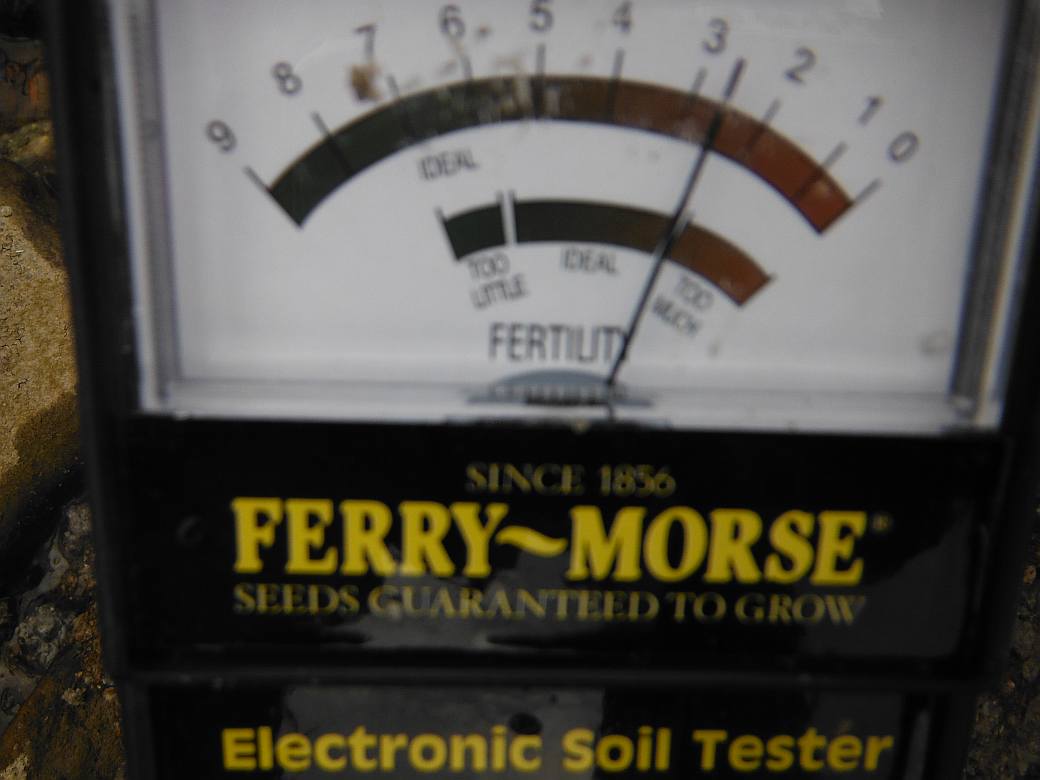 9 8 7 6 5 4 3 2 1 0
IDEAL
TOO LITTLE
IDEAL
TOO MUCH
FERTILITY
SINCE 1856
FERRY~MORSE®
SEEDS GUARANTEED TO GROW
Electronic Soil Tester